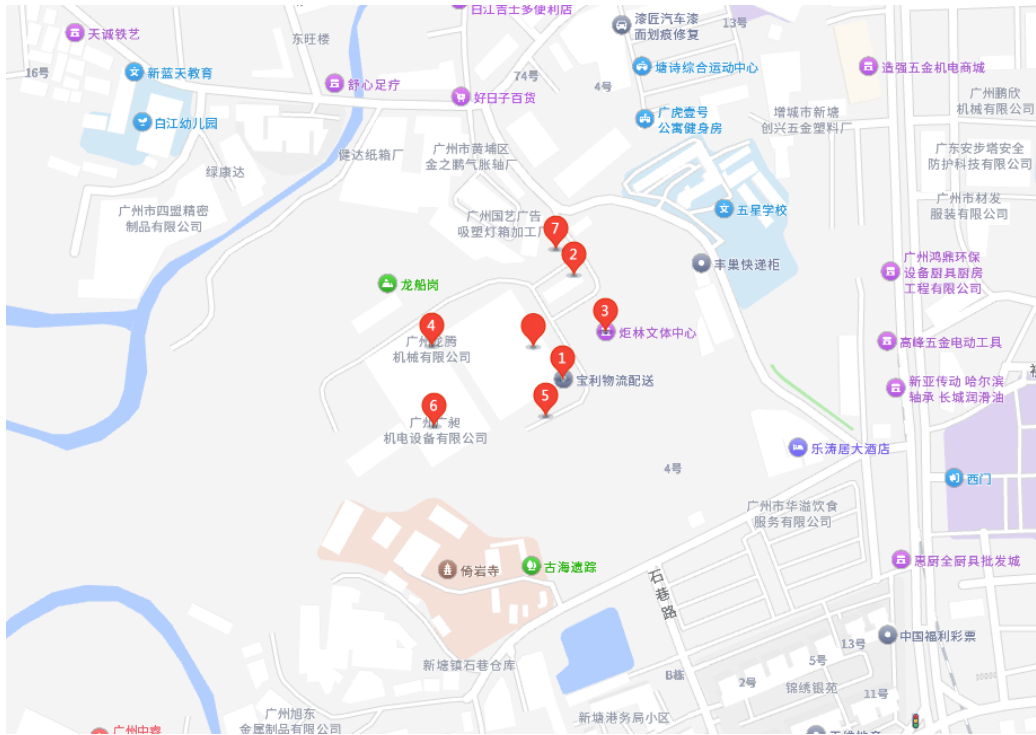 白江吉士多便利店
天诚铁艺
东旺楼
漆匠汽车漆
面划痕修复
13号
16号
新蓝天教育
舒心足疗
74号
4号
塘诗综合运动中心
造强五金机电商城
好日子百货
白江幼儿园
广虎壹号
公寓健身房
增城市新塘
创兴五金塑料厂
广州鹏欣
机械有限公司
健达纸箱厂
广州市黄埔区
金之鹏气胀轴厂
广东安步塔安全
防护科技有限公司
绿康达
广州市四盟精密
制品有限公司
广州国艺广告
吸塑灯箱加工厂
五星学校
广州市材发
服装有限公司
7
2
丰巢快递柜
广州鸿鼎环保
设备厨具厨房
工程有限公司
龙船岗
3
炬林文体中心
4
广州龙腾
机械有限公司
高峰五金电动工具
1
宝利物流配送
新亚传动 哈尔滨
轴承 长城润滑油
5
6
广州广昶
机电设备有限公司
乐涛居大酒店
4号
西门
广州市华溢饮食
服务有限公司
倚岩寺
古海遗踪
石巷路
惠厨全厨具批发城
中国福利彩票
新塘镇石巷仓库
B栋
2号
5号
13号
锦绣银苑
11号
广州旭东
金属制品有限公司
新塘港务局小区
广州中睿